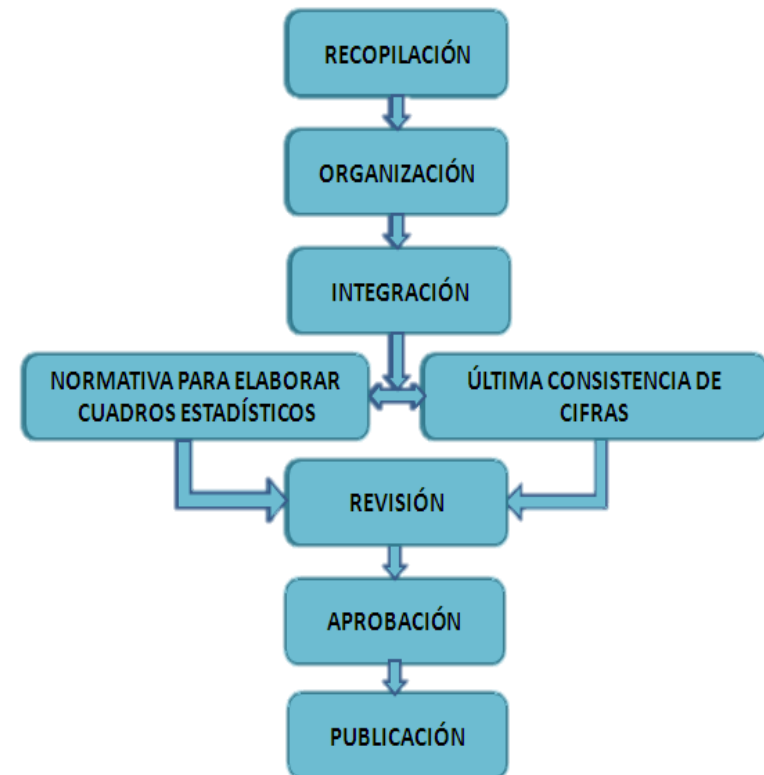 RECOPILACIÓN
ORGANIZACIÓN
INTEGRACIÓN
NORMATIVA PARA ELABORAR
CUADROS ESTADÍSTICOS
ÚLTIMA CONSISTENCIA DE
CIFRAS
REVISIÓN
APROBACIÓN
PUBLICACIÓN